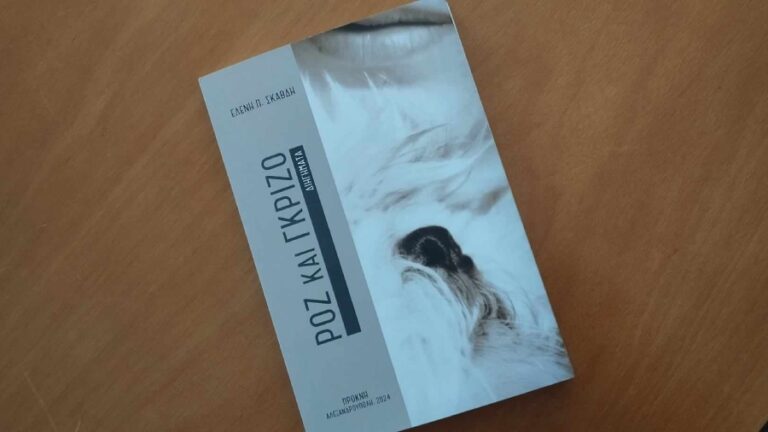 ΕΛΕΝΗ Π. ΣΚΑΒΔΗ
ΡΟΖ ΚΑΙ ΓΚΡΙΖΟ
ΔΙΗΓΗΜΑΤΑ
ΠΡΟΚΝΗ
ΑΛΕΞΑΝΔΡΟΥΠΟΛΗ, 2024